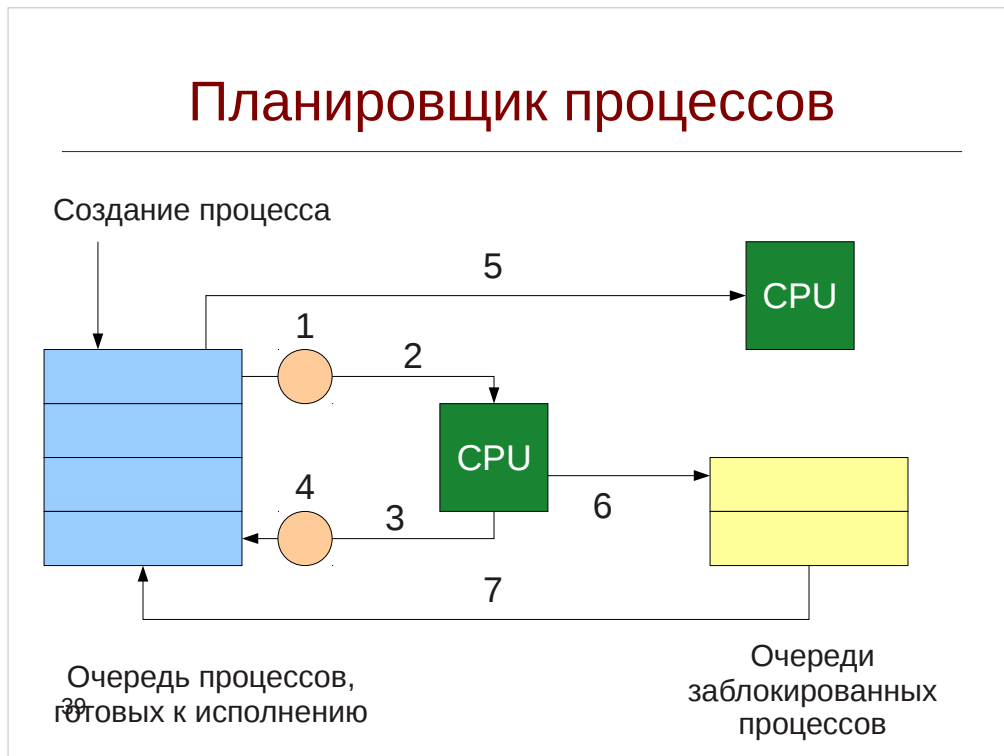 Планировщик процессов
Создание процесса
5
CPU
1
2
CPU
4
3
6
7
Очередь процессов,
готовых к исполнению
39
Очереди
заблокированных
процессов